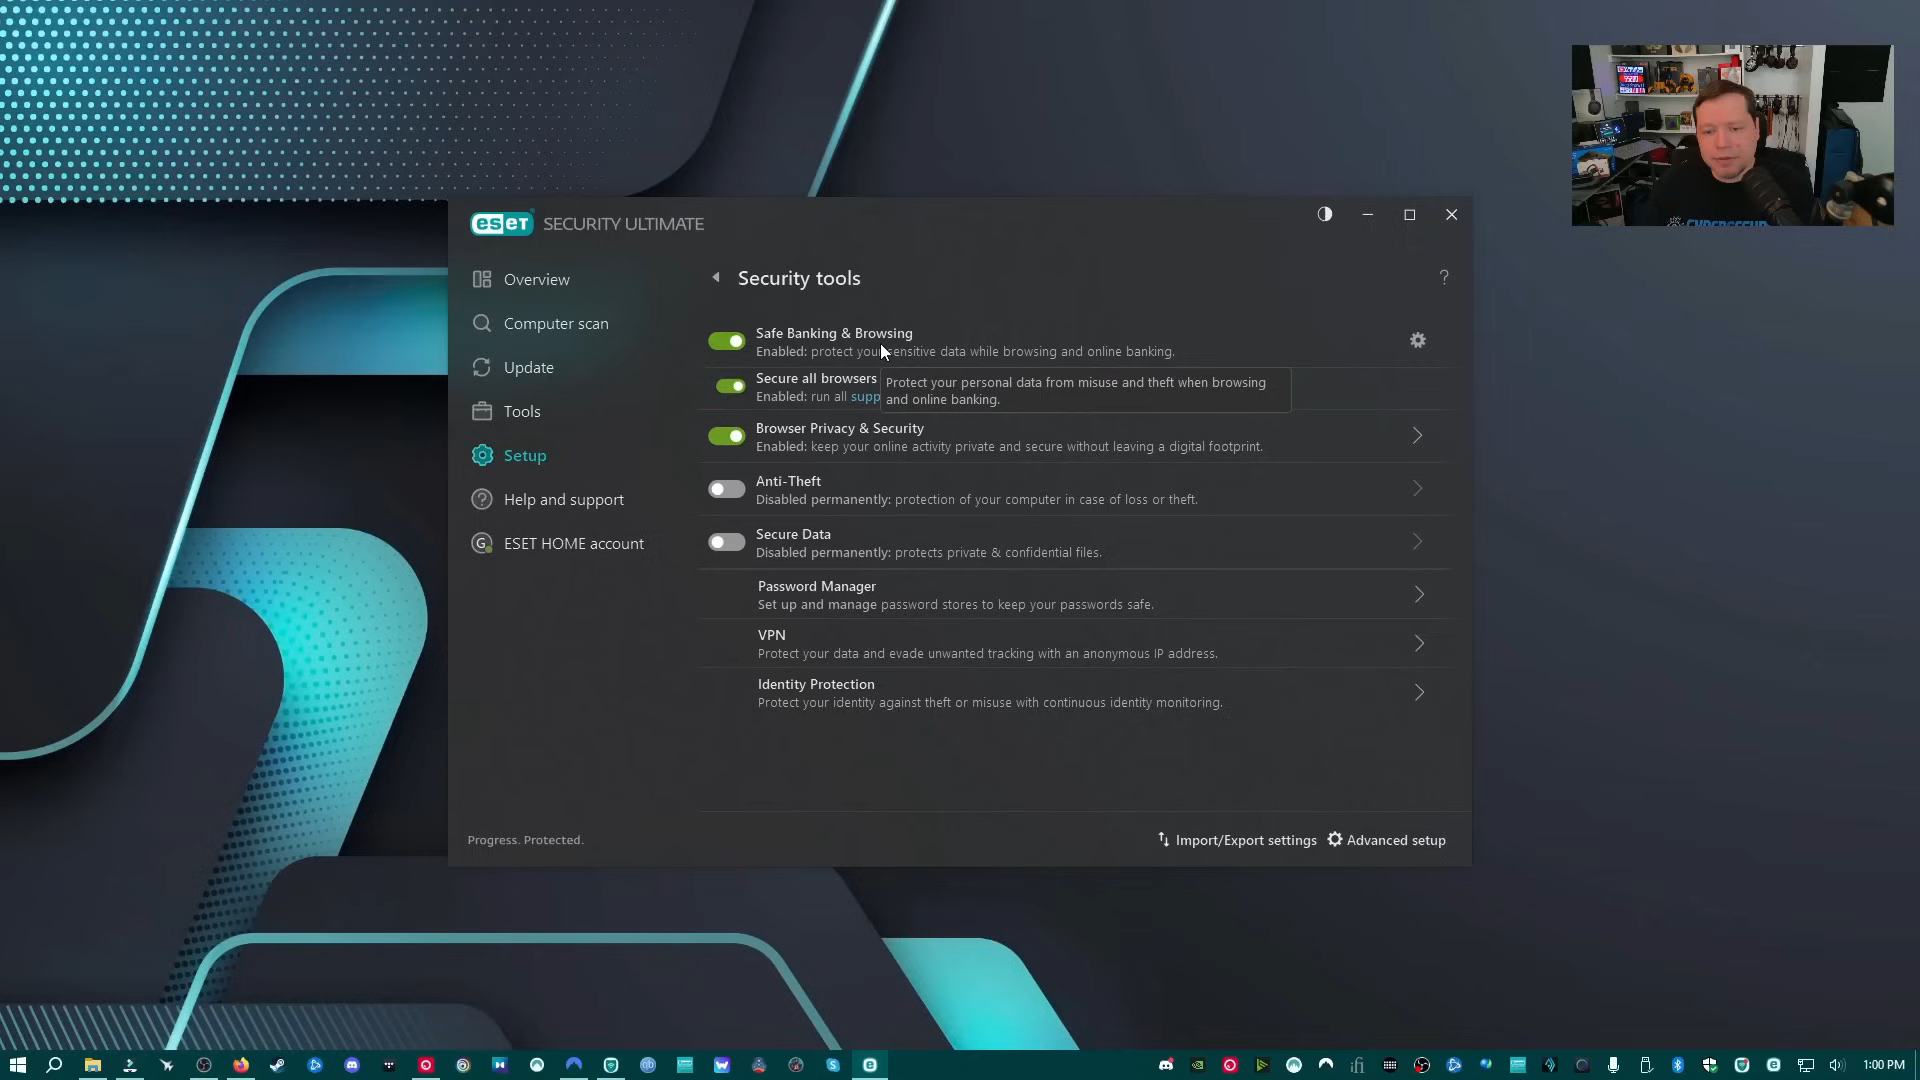 eset SECURITY ULTIMATE
Overview
Computer scan
Update
Tools
Setup
Help and support
G ESET HOME account
Security tools
?
Safe Banking & Browsing
Enabled: protect your sensitive data while browsing and online banking.
Secure all browsers
Enabled: run all supp
Protect your personal data from misuse and theft when browsing
and online banking.
Browser Privacy & Security
Enabled: keep your online activity private and secure without leaving a digital footprint.
Anti-Theft
Disabled permanently: protection of your computer in case of loss or theft.
Secure Data
Disabled permanently: protects private & confidential files.
Password Manager
Set up and manage password stores to keep your passwords safe.
VPN
Protect your data and evade unwanted tracking with an anonymous IP address.
Identity Protection
Protect your identity against theft or misuse with continuous identity monitoring.
Progress. Protected.
Import/Export settings
Advanced setup
1:00 PM